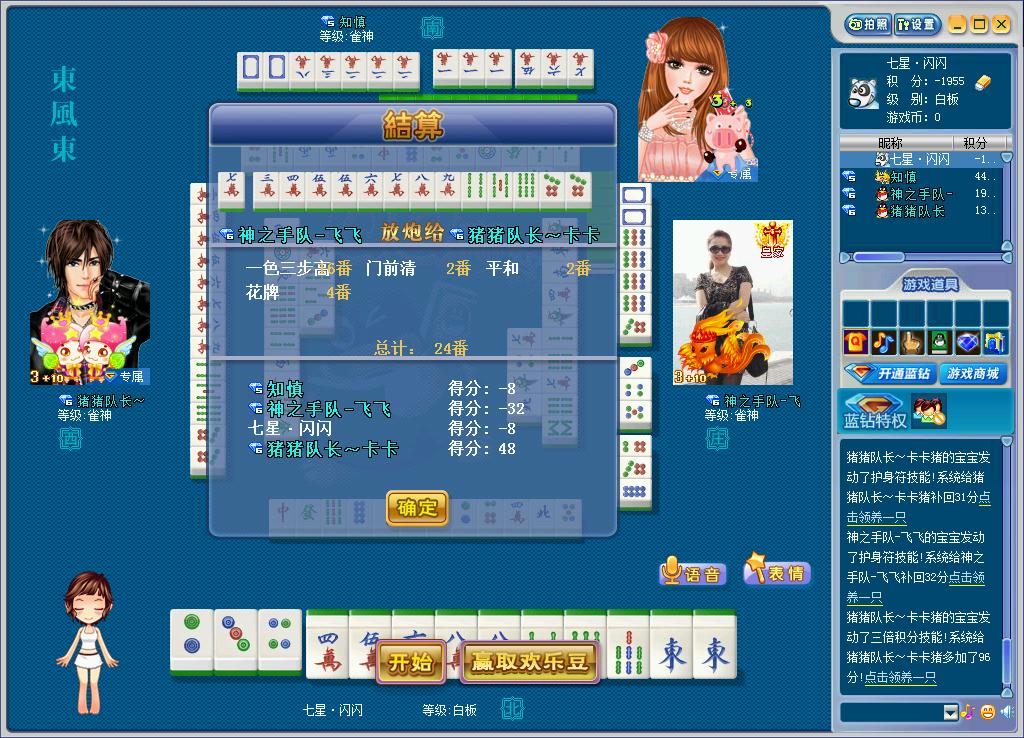 知慎
等级:雀神
南
東
風
東
結算
神之手队-飞飞 放炮给 猪猪队长～卡卡
一色三步高6番 门前清 2番 平和 2番
花牌 4番
总计: 24番
知慎 得分: -8
神之手队-飞飞 得分: -32
七星·闪闪 得分: -8
猪猪队长～卡卡 得分: 48
确定
3+10 专属
猪猪队长～
等级:雀神
酉
3+3
专属
皇家
3+10
神之手队-飞
等级:雀神
庄
语音
表情
开始
赢取欢乐豆
七星·闪闪 等级:白板 北
拍照 设置
七星·闪闪
积 分: -1955
级 别: 白板
游戏币: 0
昵称 积分
七星·闪闪 -1..
知慎 44..
神之手队- 19..
猪猪队长 13..
游戏道具
开通蓝钻 游戏商城
蓝钻特权
猪猪队长～卡卡猪的宝宝发
动了护身符技能!系统给猪
猪队长～卡卡猪补回31分点
击领养一只
神之手队-飞飞的宝宝发动
了护身符技能!系统给神之
手队-飞飞补回32分点击领
养一只
猪猪队长～卡卡猪的宝宝发
动了三倍积分技能!系统给
猪猪队长～卡卡猪多加了96
分!点击领养一只